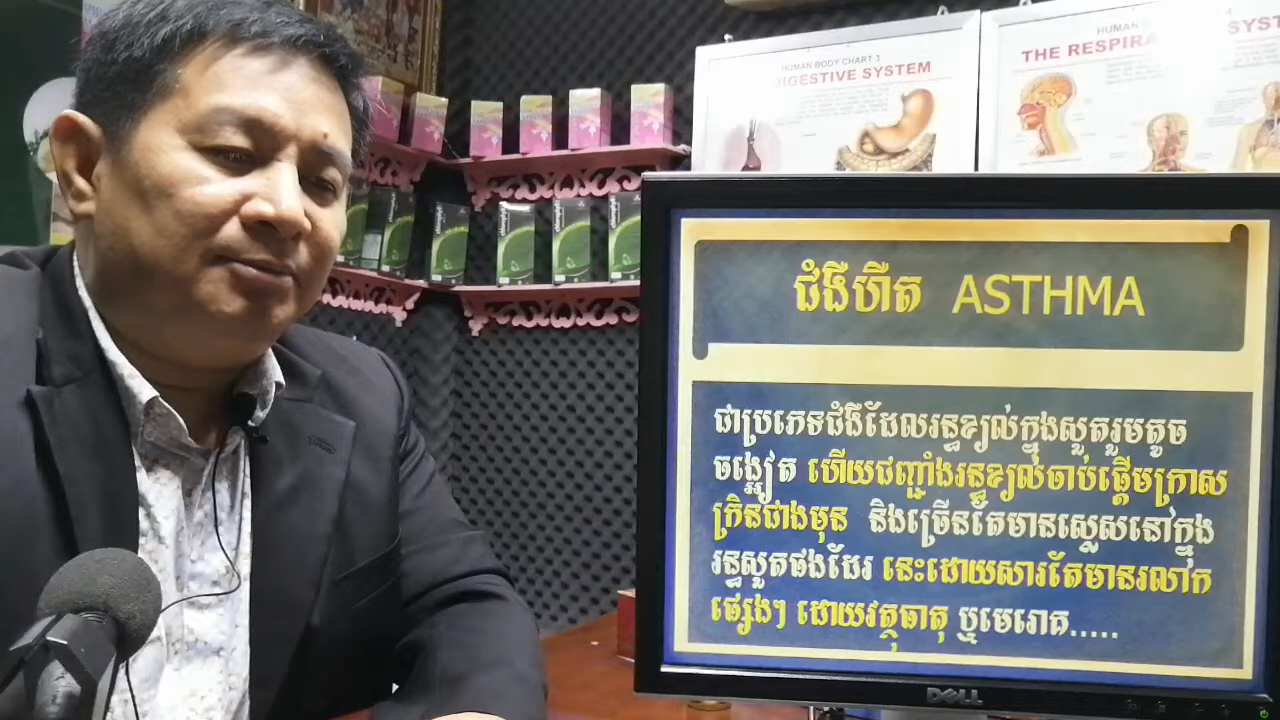 HUMAN BODY CHART 3
DIGESTIVE SYSTEM
HUMAN
THE RESPIRA SYST
ជំងឺហឺត ASTHMA
ជាប្រភេទជំងឺដែលរន្ធខ្យល់ក្នុងសួតរួមតូច
ចង្អៀត ហើយជញ្ជាំងរន្ធខ្យល់ចាប់ផ្តើមក្រាស
ក្រិនជាងមុន និងច្រើនតែមានស្លេសនៅក្នុង
រន្ធសួតផងដែរ នេះដោយសារតែមានរលាក
ផ្សេងៗ ដោយវត្ថុធាតុ ឬមេរោគ.....
DELL